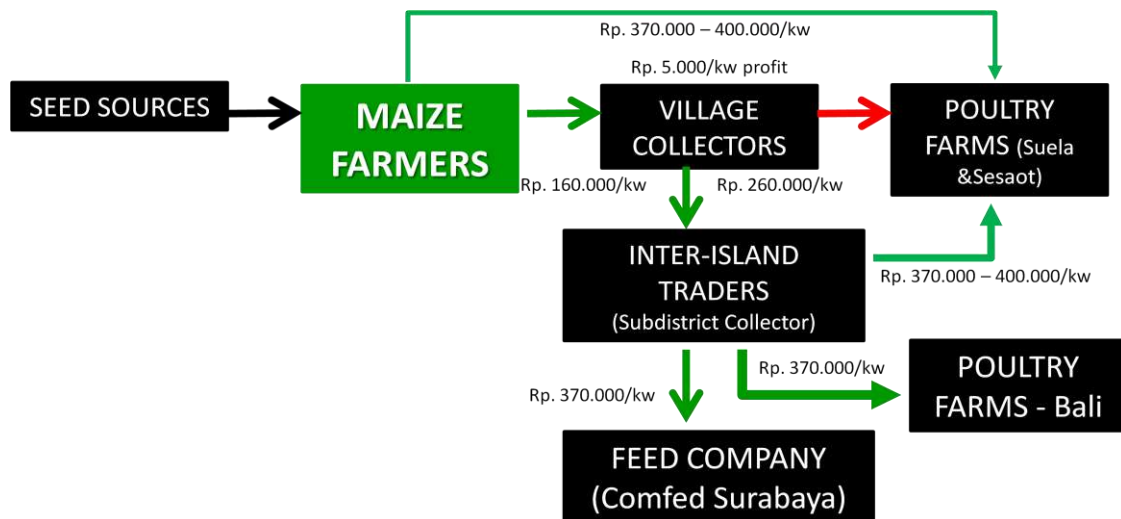 Rp. 370.000 – 400.000/kw
Rp. 5.000/kw profit
SEED SOURCES
MAIZE
FARMERS
VILLAGE
COLLECTORS
POULTRY
FARMS (Suela
&Sesaot)
Rp. 160.000/kw
Rp. 260.000/kw
INTER-ISLAND
TRADERS
(Subdistrict Collector)
Rp. 370.000 – 400.000/kw
Rp. 370.000/kw
Rp. 370.000/kw
POULTRY
FARMS - Bali
FEED COMPANY
(Comfed Surabaya)